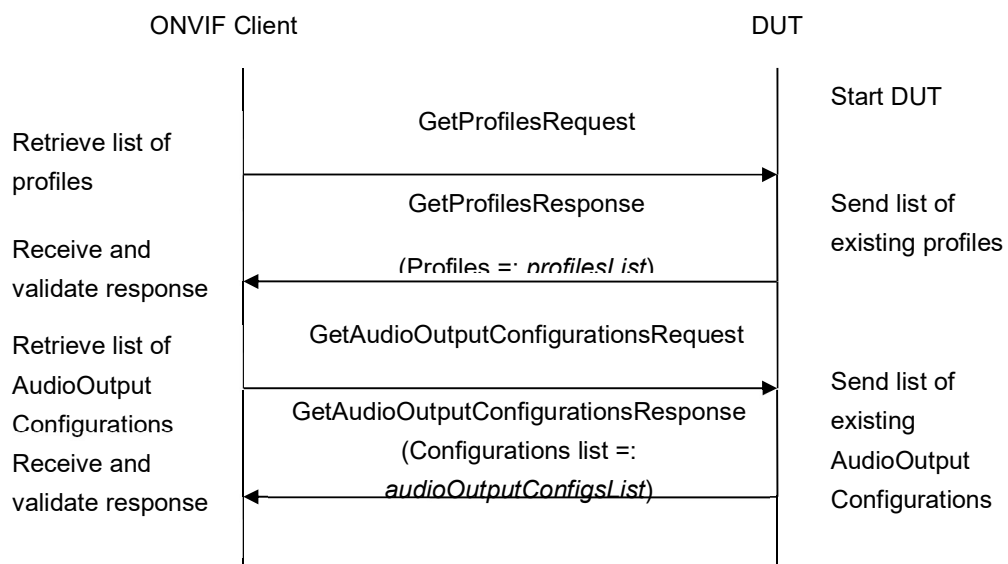 ONVIF Client
DUT
Start DUT
GetProfilesRequest
Retrieve list of
profiles
GetProfilesResponse
Send list of
existing profiles
Receive and
validate response
(Profiles =: profilesList)
GetAudioOutputConfigurationsRequest
Retrieve list of
AudioOutput
Configurations
Send list of
existing
AudioOutput
Configurations
GetAudioOutputConfigurationsResponse
(Configurations list =:
audioOutputConfigsList)
Receive and
validate response